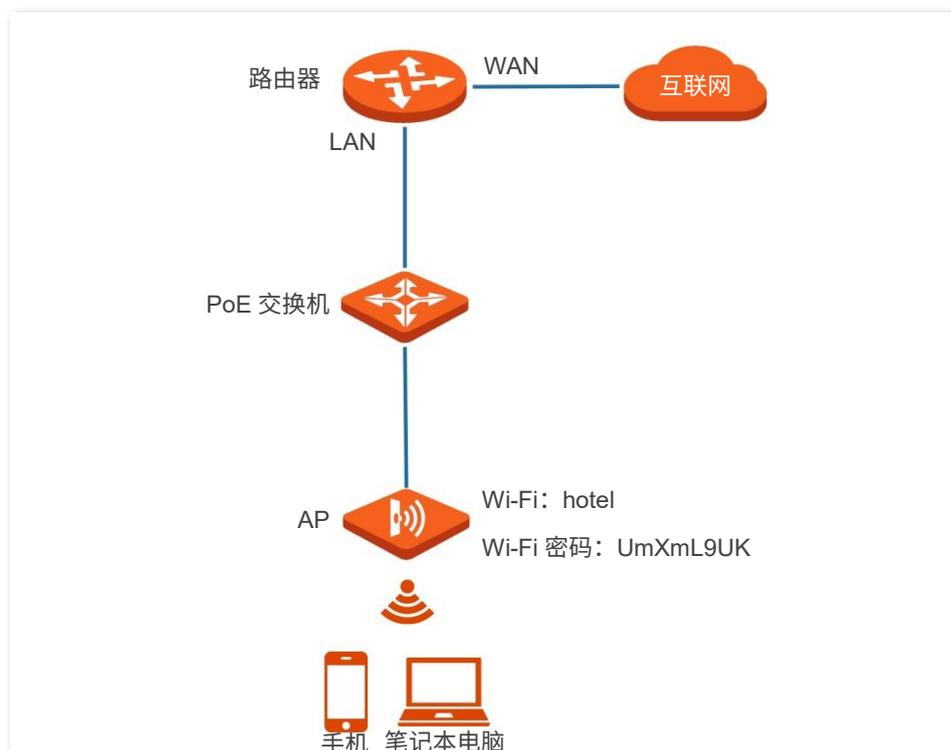 路由器
WAN
互联网
LAN
PoE 交换机
AP
Wi-Fi：hotel
Wi-Fi 密码：UmXmL9UK
手机
笔记本电脑